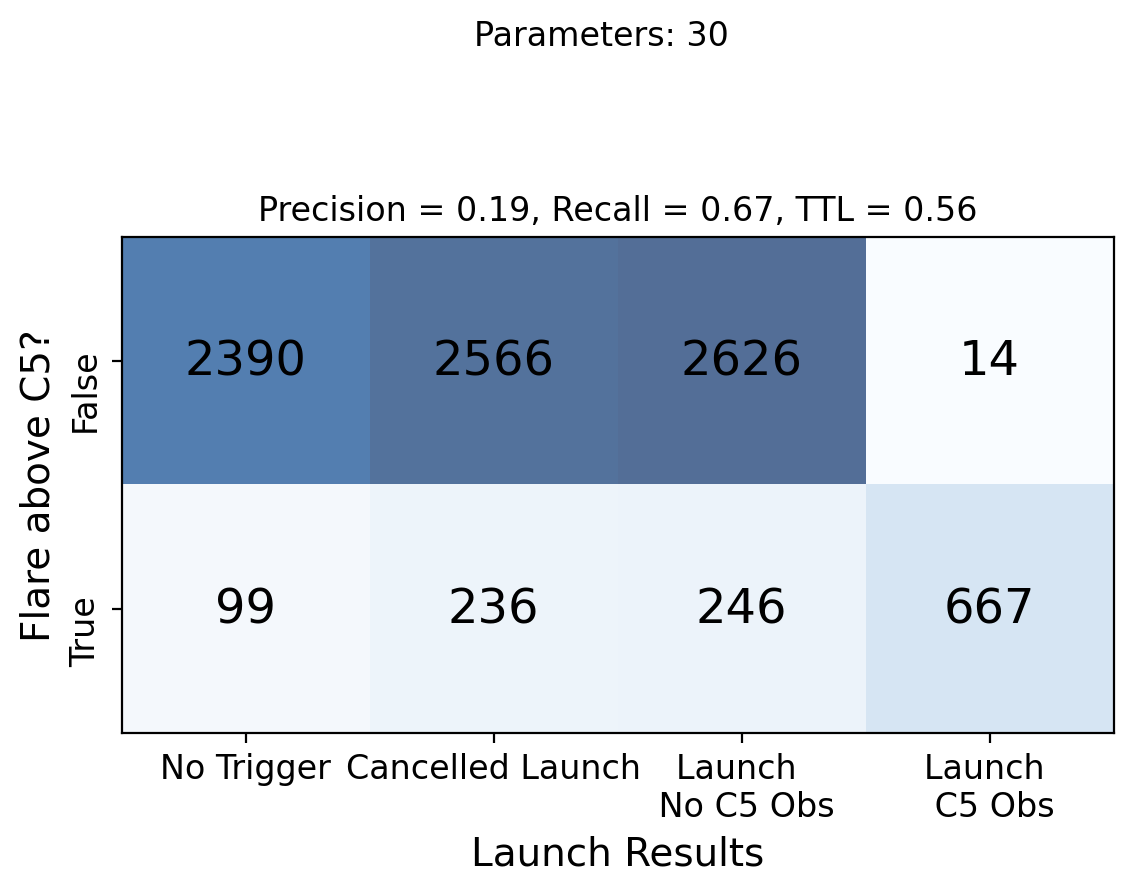 Parameters: 30
Precision = 0.19, Recall = 0.67, TTL = 0.56
Flare above C5?
False
2390 2566 2626 14
True
99 236 246 667
No Trigger Cancelled Launch Launch Launch
No C5 Obs C5 Obs
Launch Results